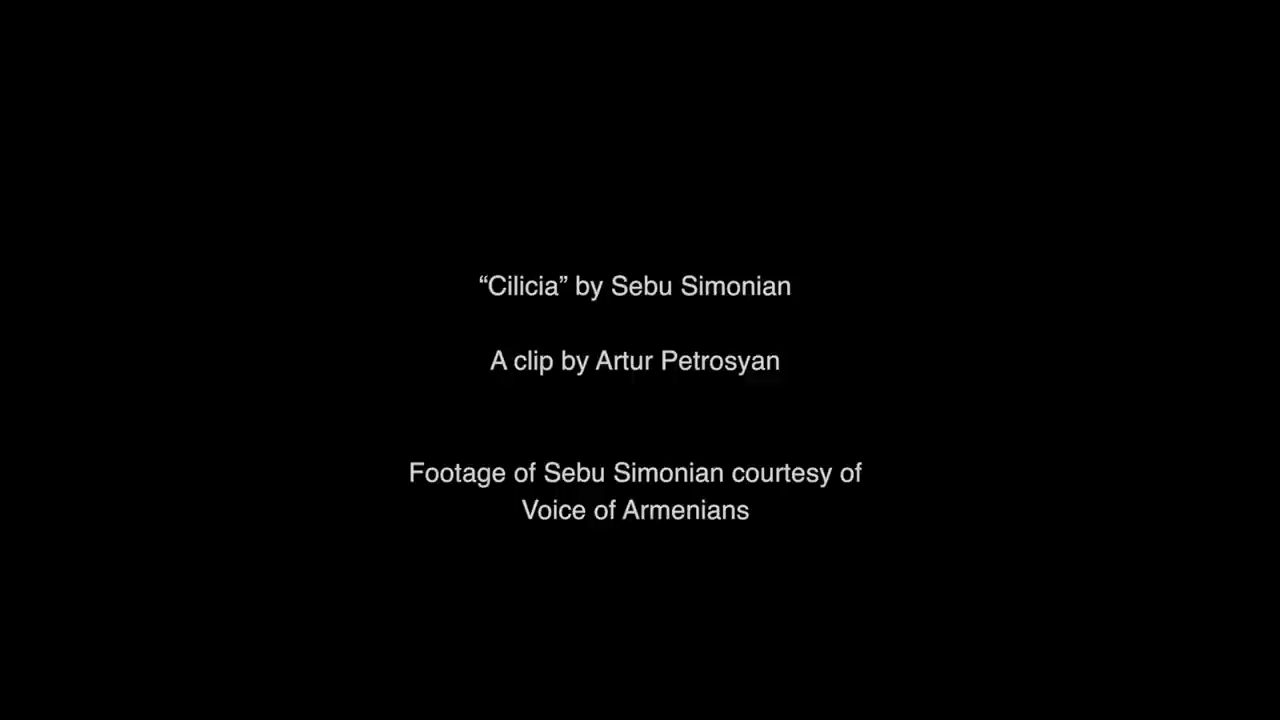 “Cilicia” by Sebu Simonian
A clip by Artur Petrosyan
Footage of Sebu Simonian courtesy of
Voice of Armenians